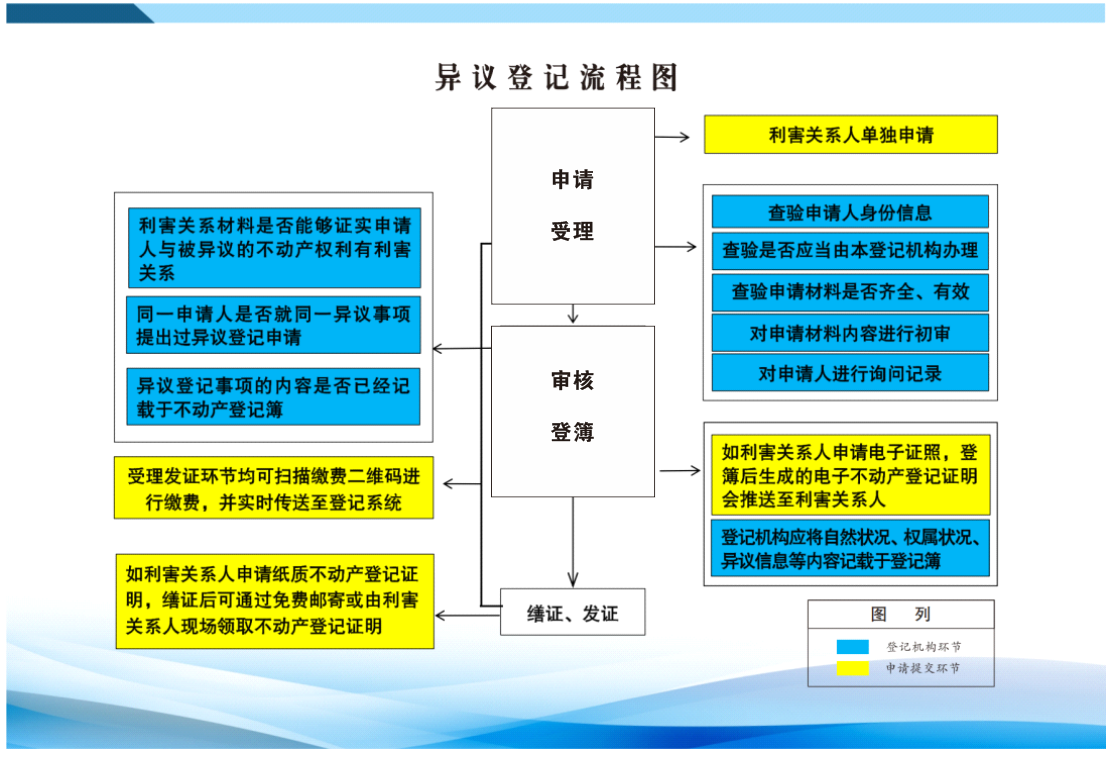 异议登记流程图
申请
受理
利害关系人单独申请
查验申请人身份信息
查验是否应当由本登记机构办理
查验申请材料是否齐全、有效
对申请材料内容进行初审
对申请人进行询问记录
利害关系材料是否能够证实申请
人与被异议的不动产权利有利害
关系
同一申请人是否就同一异议事项
提出过异议登记申请
异议登记事项的内容是否已经记
载于不动产登记簿
审核
登簿
如利害关系人申请电子证照，登
簿后生成的电子不动产登记证明
会推送至利害关系人
登记机构应将自然状况、权属状况、
异议信息等内容记载于登记簿
受理发证环节均可扫描缴费二维码进
行缴费，并实时传送至登记系统
如利害关系人申请纸质不动产登记证
明，缮证后可通过免费邮寄或由利害
关系人现场领取不动产登记证明
缮证、发证
图 列
登记机构环节
申请提交环节